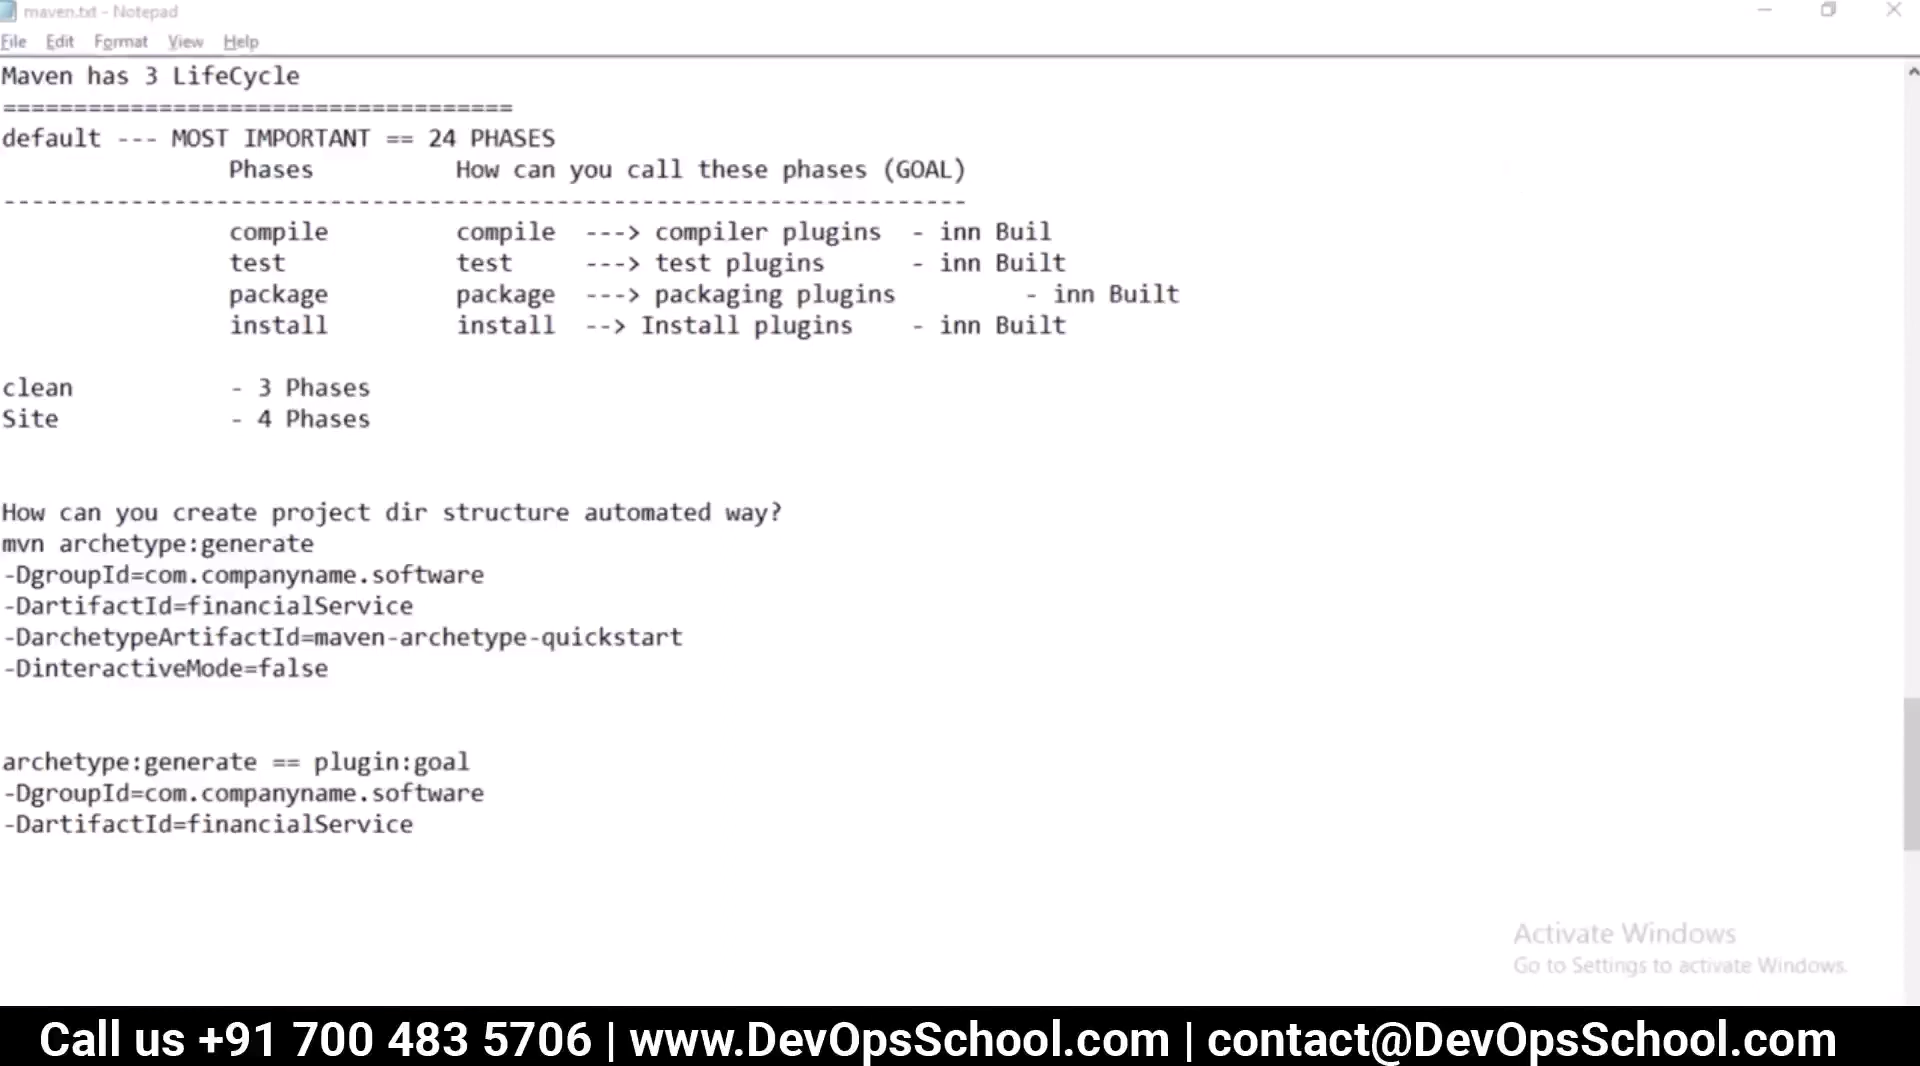 maven.txt - Notepad
File Edit Format View Help
Maven has 3 LifeCycle
====================================
default --- MOST IMPORTANT == 24 PHASES
Phases How can you call these phases (GOAL)
--------------------------------------------------------------------
compile compile ---> compiler plugins - inn Buil
test test ---> test plugins - inn Built
package package ---> packaging plugins - inn Built
install install --> Install plugins - inn Built
clean - 3 Phases
Site - 4 Phases
How can you create project dir structure automated way?
mvn archetype:generate
-DgroupId=com.companyname.software
-DartifactId=financialService
-DarchetypeArtifactId=maven-archetype-quickstart
-DinteractiveMode=false
archetype:generate == plugin:goal
-DgroupId=com.companyname.software
-DartifactId=financialService
Activate Windows
Go to Settings to activate Windows.
Call us +91 700 483 5706 | www.DevOpsSchool.com | contact@DevOpsSchool.com